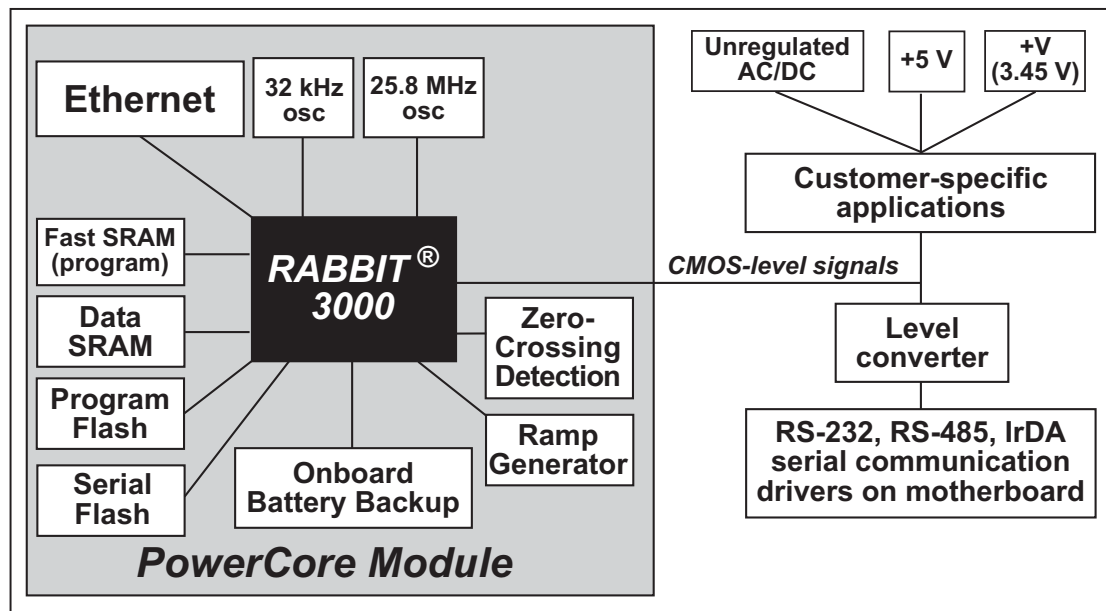 Ethernet
32 kHz
osc
25.8 MHz
osc
Fast SRAM
(program)
Data
SRAM
Program
Flash
Serial
Flash
RABBIT ®
3000
Onboard
Battery Backup
Zero-
Crossing
Detection
Ramp
Generator
PowerCore Module
CMOS-level signals
Unregulated
AC/DC
+5 V
+V
(3.45 V)
Customer-specific
applications
Level
converter
RS-232, RS-485, IrDA
serial communication
drivers on motherboard